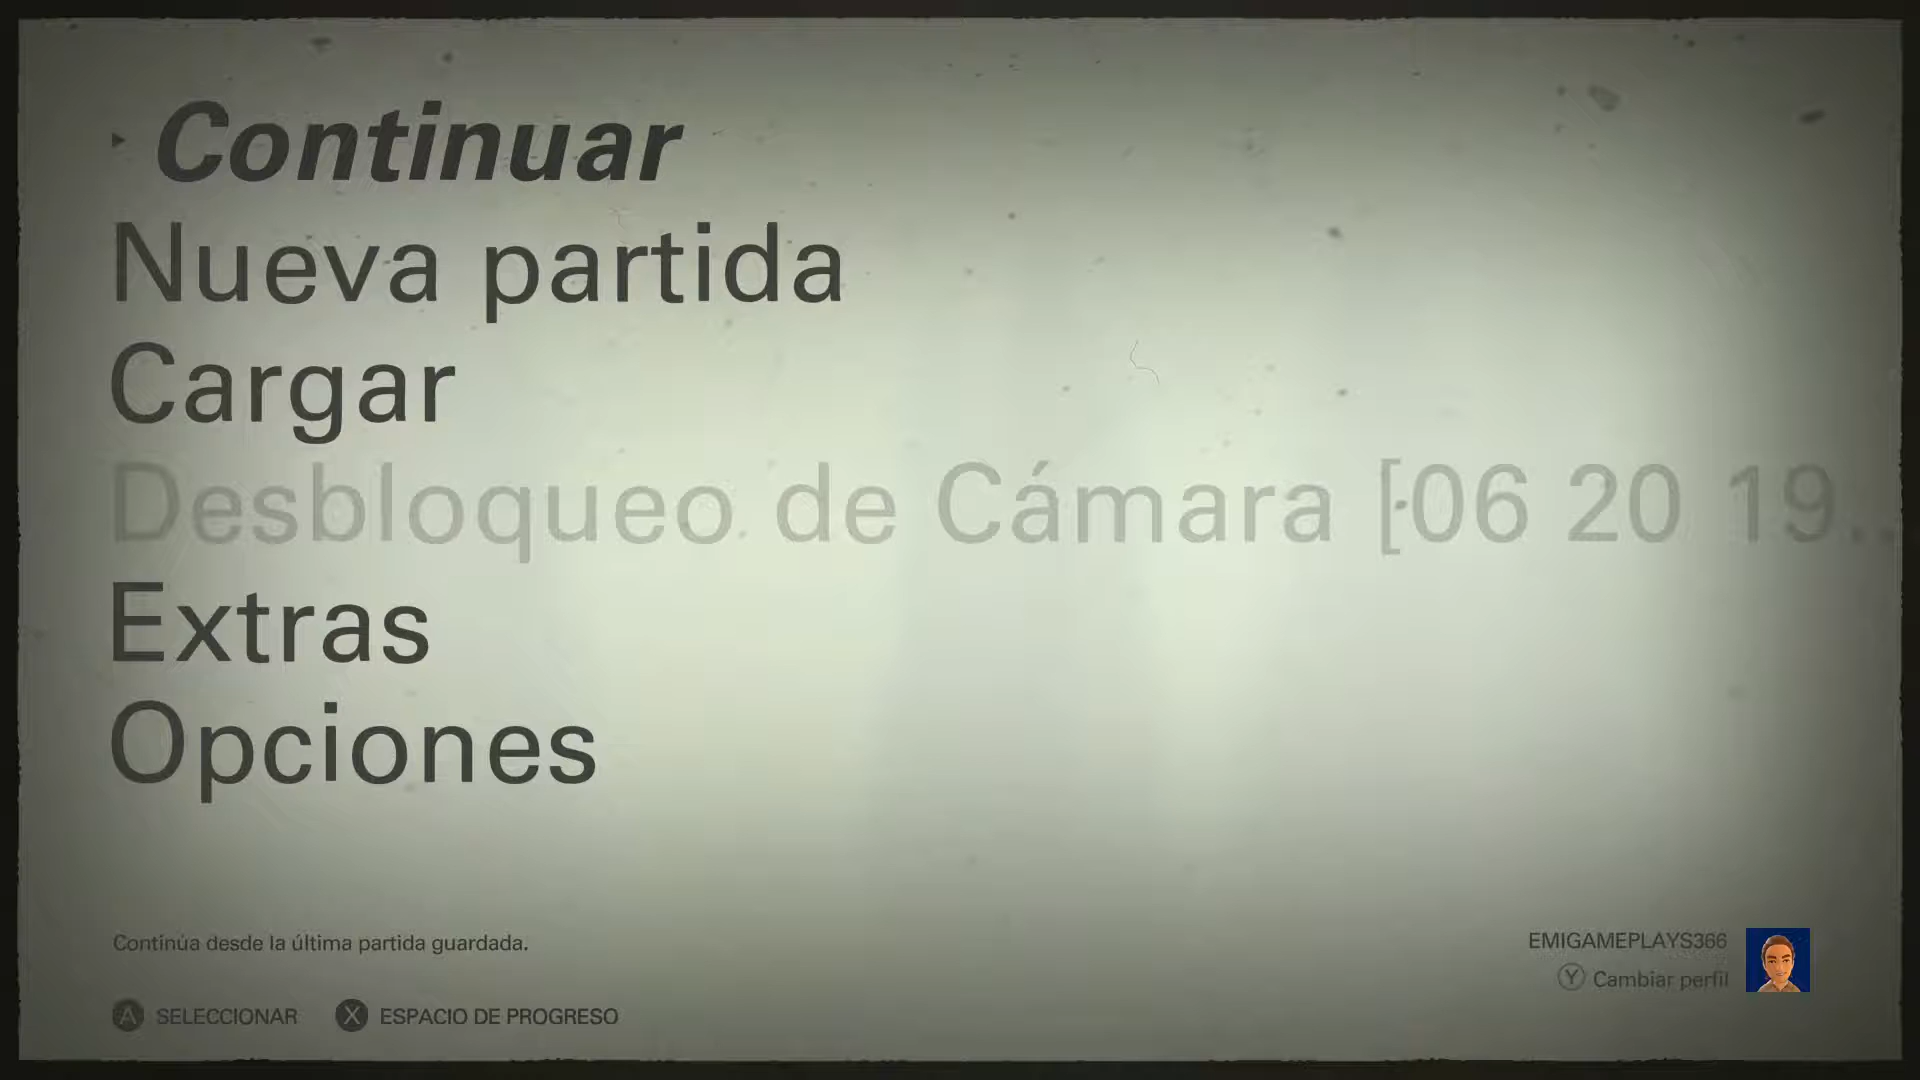 Continuar
Nueva partida
Cargar
Desbloqueo de Cámara [06 20 19...
Extras
Opciones
Continúa desde la última partida guardada.
EMIGAMEPLAYS366
Y Cambiar perfil
A SELECCIONAR X ESPACIO DE PROGRESO